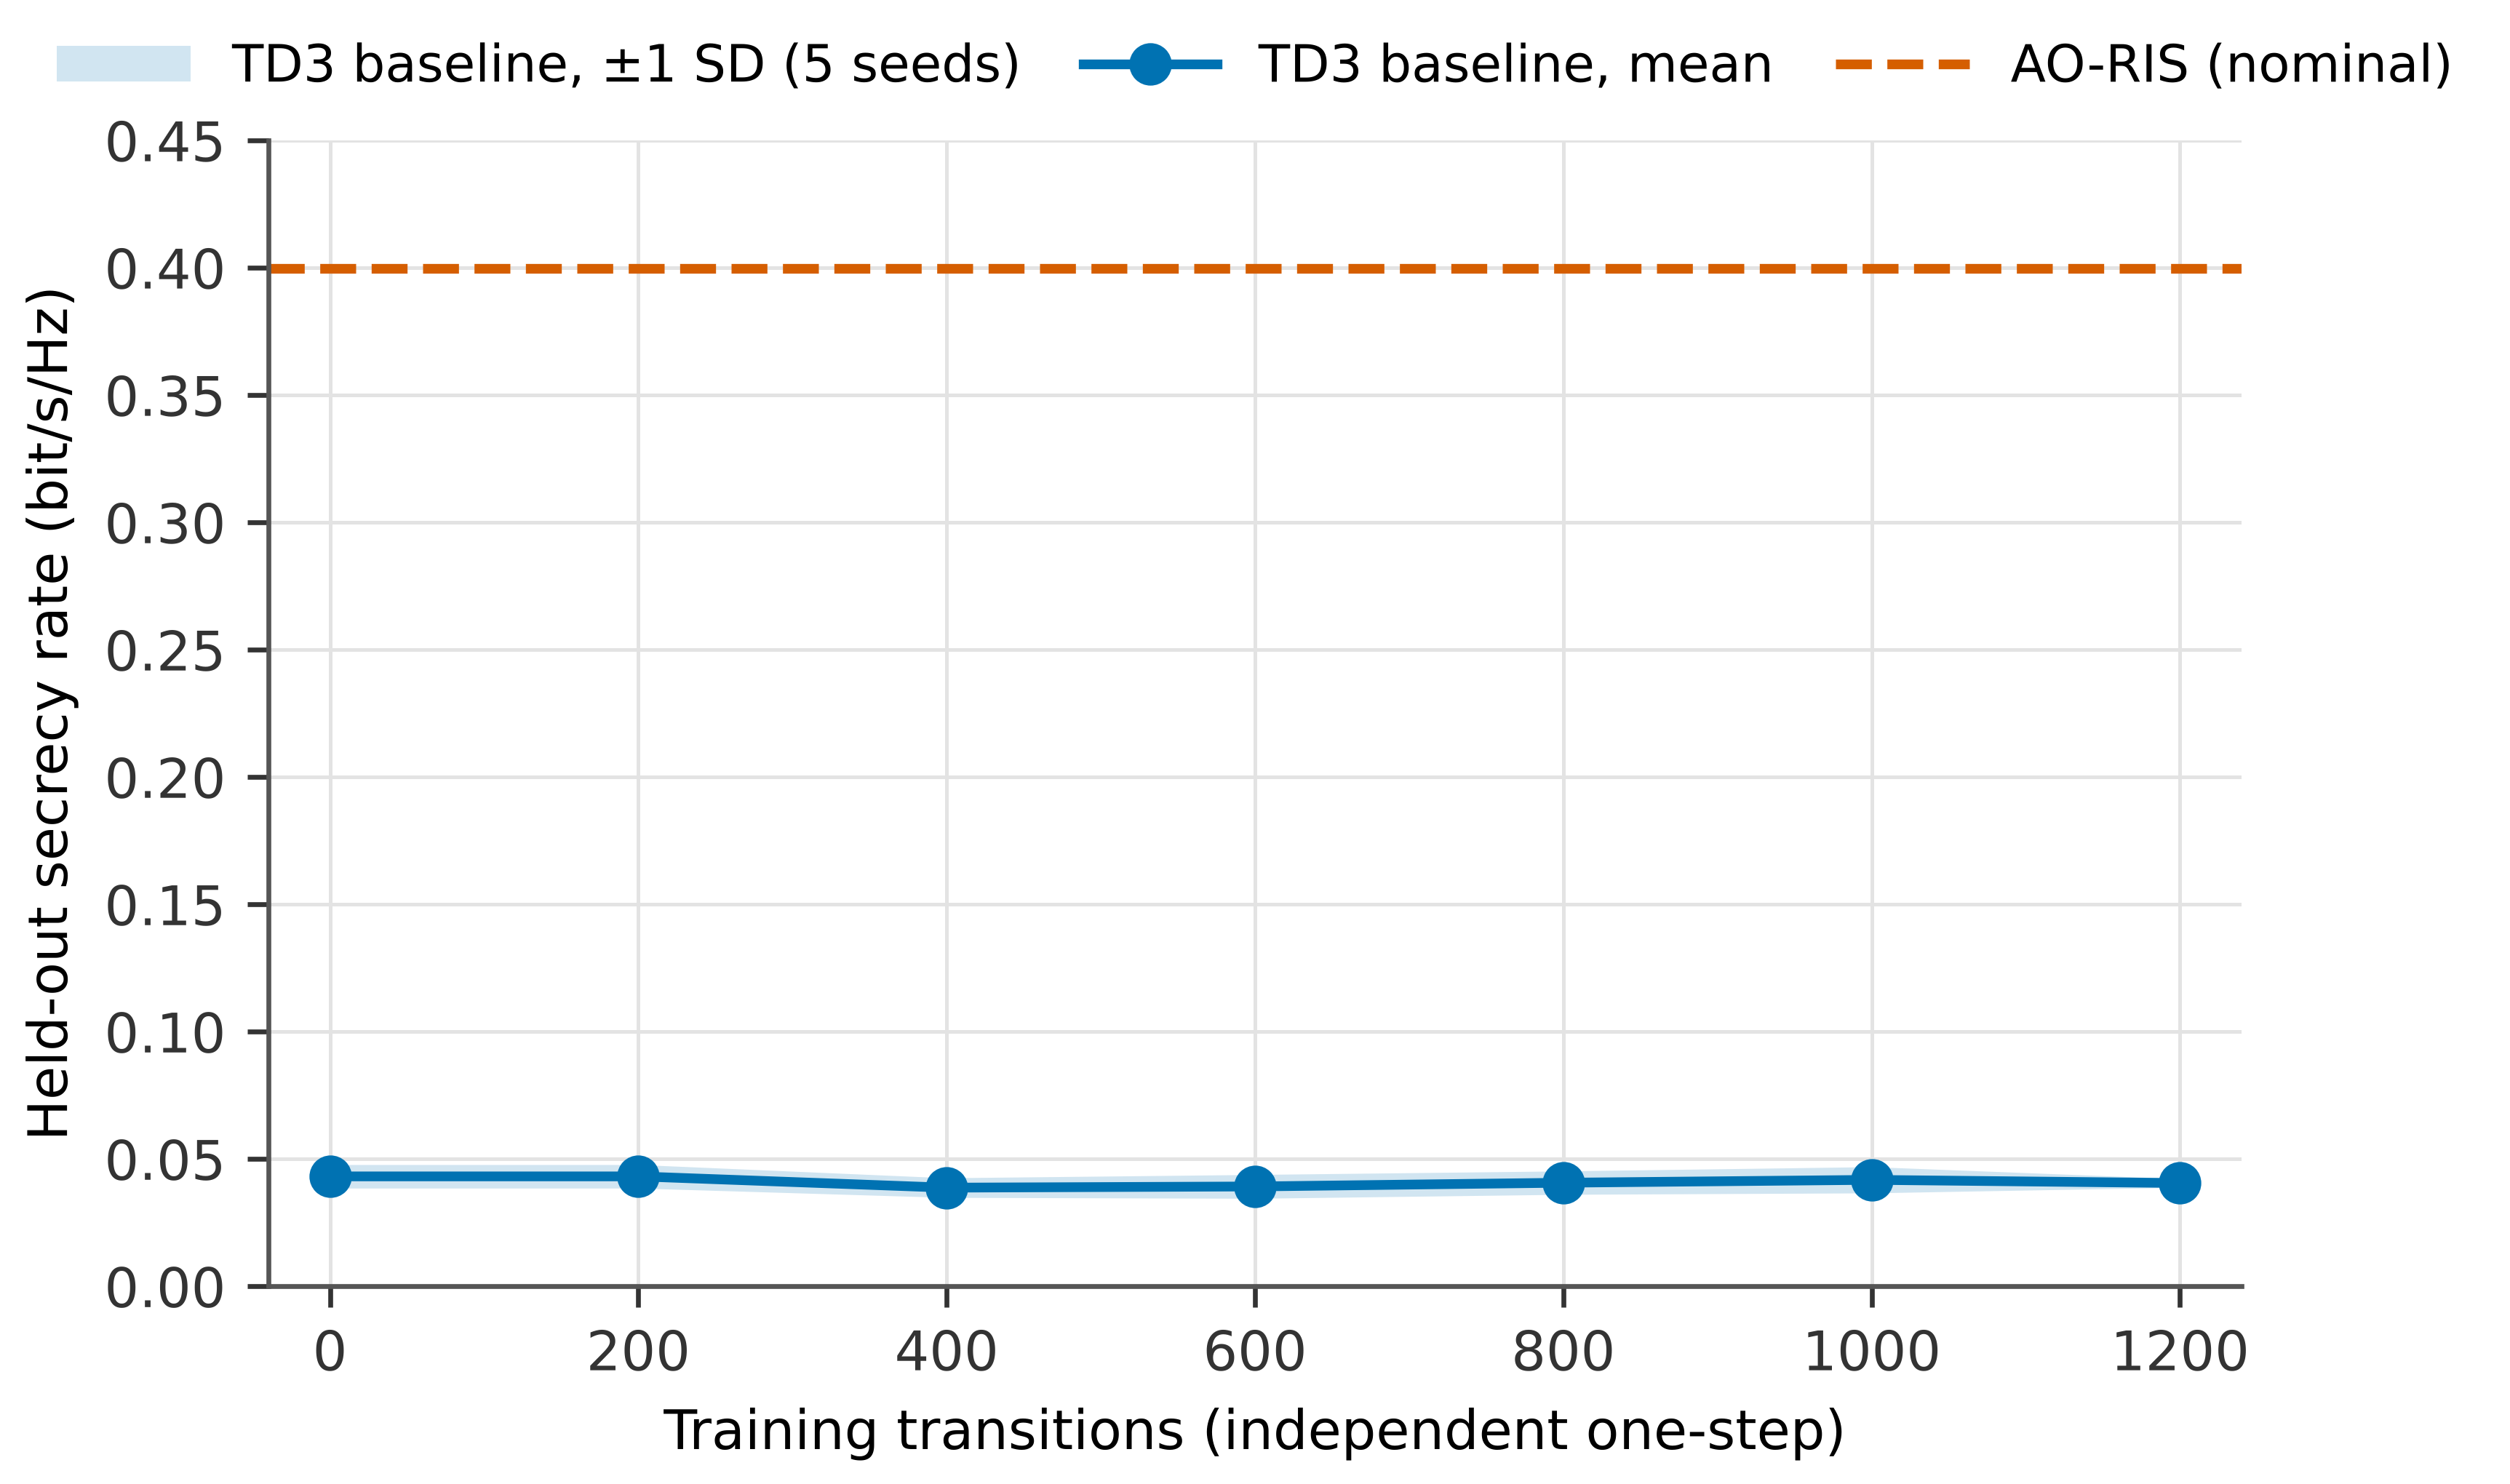 TD3 baseline, ±1 SD (5 seeds) TD3 baseline, mean AO-RIS (nominal)
0.45
0.40
0.35
0.30
0.25
0.20
0.15
0.10
0.05
0.00
Held-out secrecy rate (bit/s/Hz)
0 200 400 600 800 1000 1200
Training transitions (independent one-step)